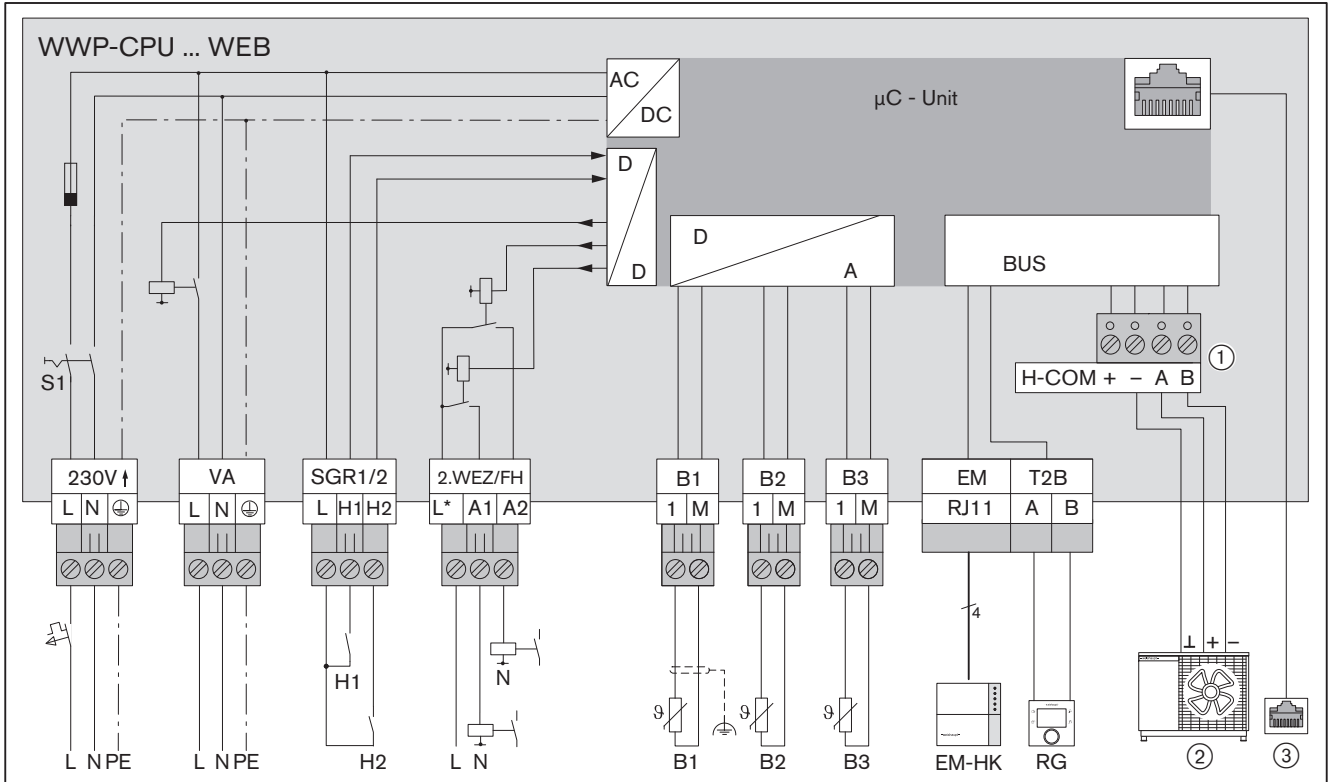 WWP-CPU ... WEB
AC
DC
µC - Unit
D
D
D
A
BUS
S1
H-COM + – A B
1
230V
VA
SGR1/2
2.WEZ/FH
B1
B2
B3
EM
T2B
L N
L N
L H1 H2
L* A1 A2
1 M
1 M
1 M
RJ11
A
B
4
⊥ + –
H1
N
ϑ
ϑ
ϑ
L N PE
L N PE
H2
L N
B1
B2
B3
EM-HK
RG
2
3